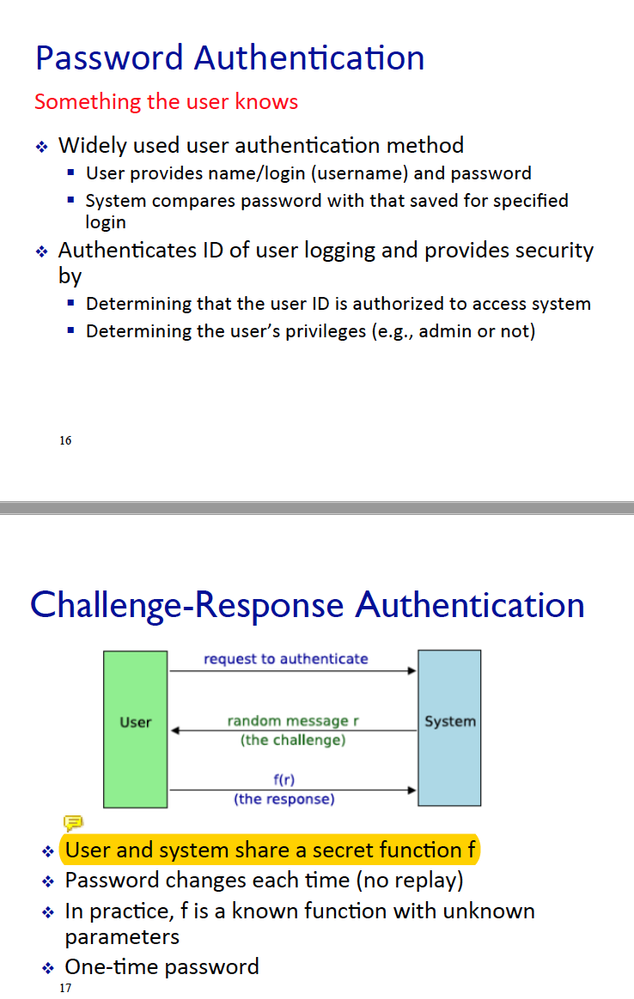 Password Authentication
Something the user knows
❖ Widely used user authentication method
▪ User provides name/login (username) and password
▪ System compares password with that saved for specified
login
❖ Authenticates ID of user logging and provides security
by
▪ Determining that the user ID is authorized to access system
▪ Determining the user’s privileges (e.g., admin or not)
16
Challenge-Response Authentication
request to authenticate
User
random message r
System
(the challenge)
f(r)
(the response)
❖ User and system share a secret function f
❖ Password changes each time (no replay)
❖ In practice, f is a known function with unknown
parameters
❖ One-time password
17